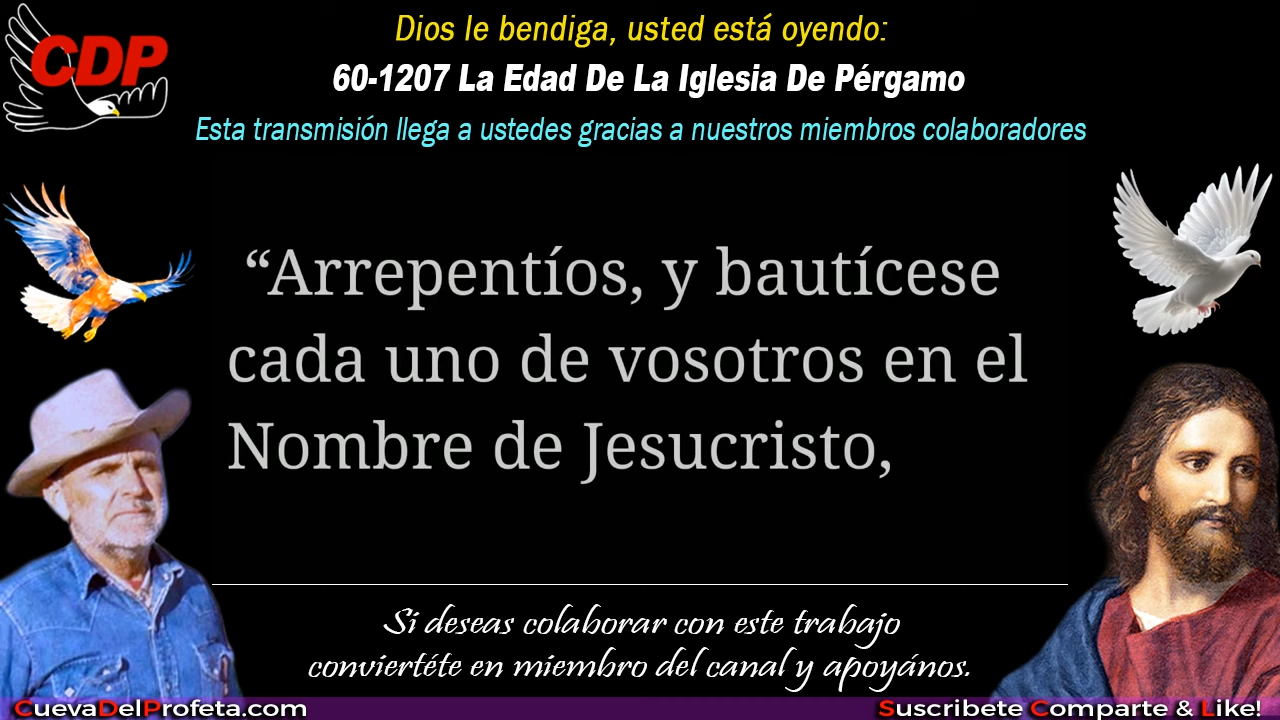 CDP
Dios le bendiga, usted está oyendo:
60-1207 La Edad De La Iglesia De Pérgamo
Esta transmisión llega a ustedes gracias a nuestros miembros colaboradores
“Arrepentíos, y bautícese
cada uno de vosotros en el
Nombre de Jesucristo,
Si deseas colaborar con este trabajo
conviertéte en miembro del canal y apoyános.
CuevaDelProfeta.com
Suscribete Comparte & Like!